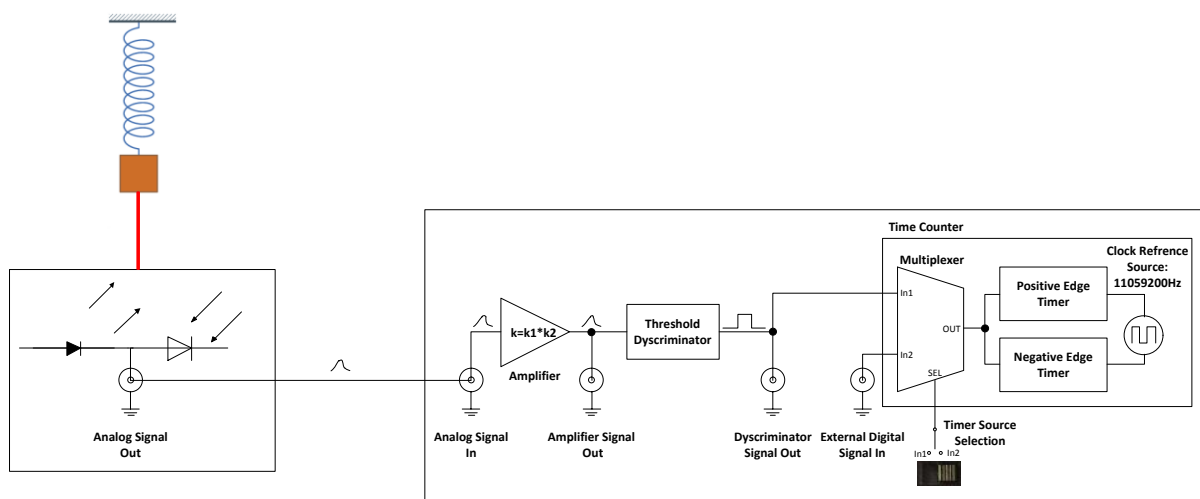 Time Counter
Multiplexer
Clock Refrence
Source:
11059200Hz
Positive Edge
Timer
In1
k=k1*k2
Threshold
Dyscriminator
OUT
In2
Negative Edge
Timer
Amplifier
SEL
Analog Signal
Out
Analog Signal
In
Amplifier Signal
Out
Dyscriminator
Signal Out
External Digital
Signal In
Timer Source
Selection
In1
In2